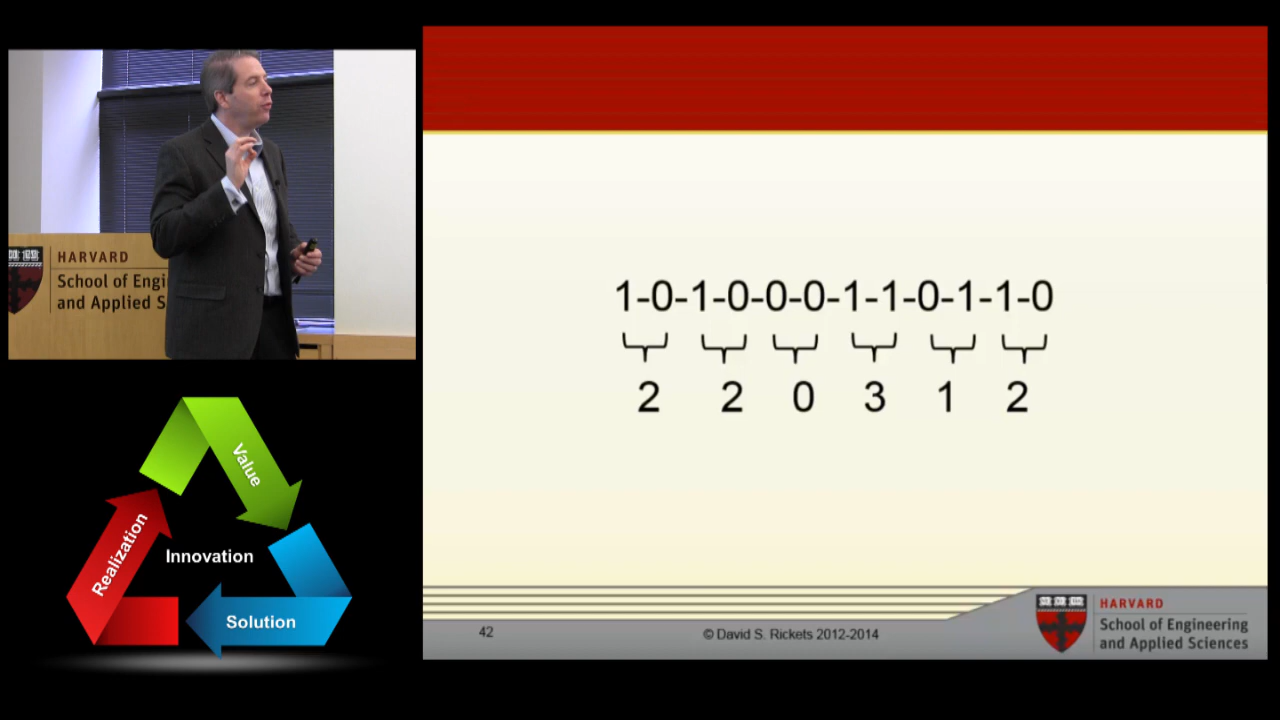 HARVARD
School of Engi
and Applied S
1-0-1-0-0-0-1-1-0-1-1-0
2 2 0 3 1 2
Value
Realization
Innovation
Solution
42
© David S. Rickets 2012-2014
HARVARD
School of Engineering
and Applied Sciences